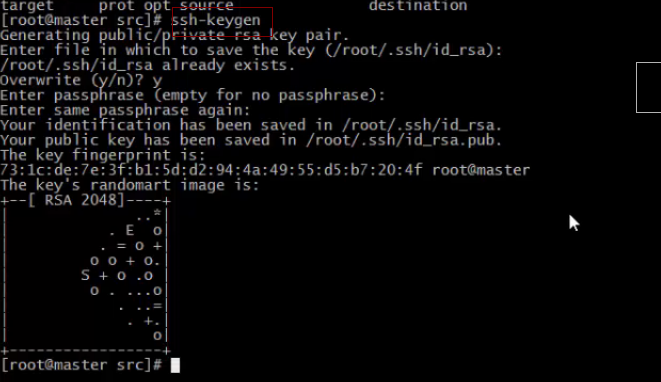 target     prot opt source               destination
[root@master src]# ssh-keygen
Generating public/private rsa key pair.
Enter file in which to save the key (/root/.ssh/id_rsa):
/root/.ssh/id_rsa already exists.
Overwrite (y/n)? y
Enter passphrase (empty for no passphrase):
Enter same passphrase again:
Your identification has been saved in /root/.ssh/id_rsa.
Your public key has been saved in /root/.ssh/id_rsa.pub.
The key fingerprint is:
73:1c:de:7e:3f:b1:5d:d2:94:4a:49:55:d5:b7:20:4f root@master
The key's randomart image is:
+--[ RSA 2048]----+
|              ..*|
|           . E  o|
|          . = o +|
|         o o + o.|
|        S + o .o |
|         o . ...o|
|            . ..=|
|             . +.|
|                o|
+-----------------+
[root@master src]#